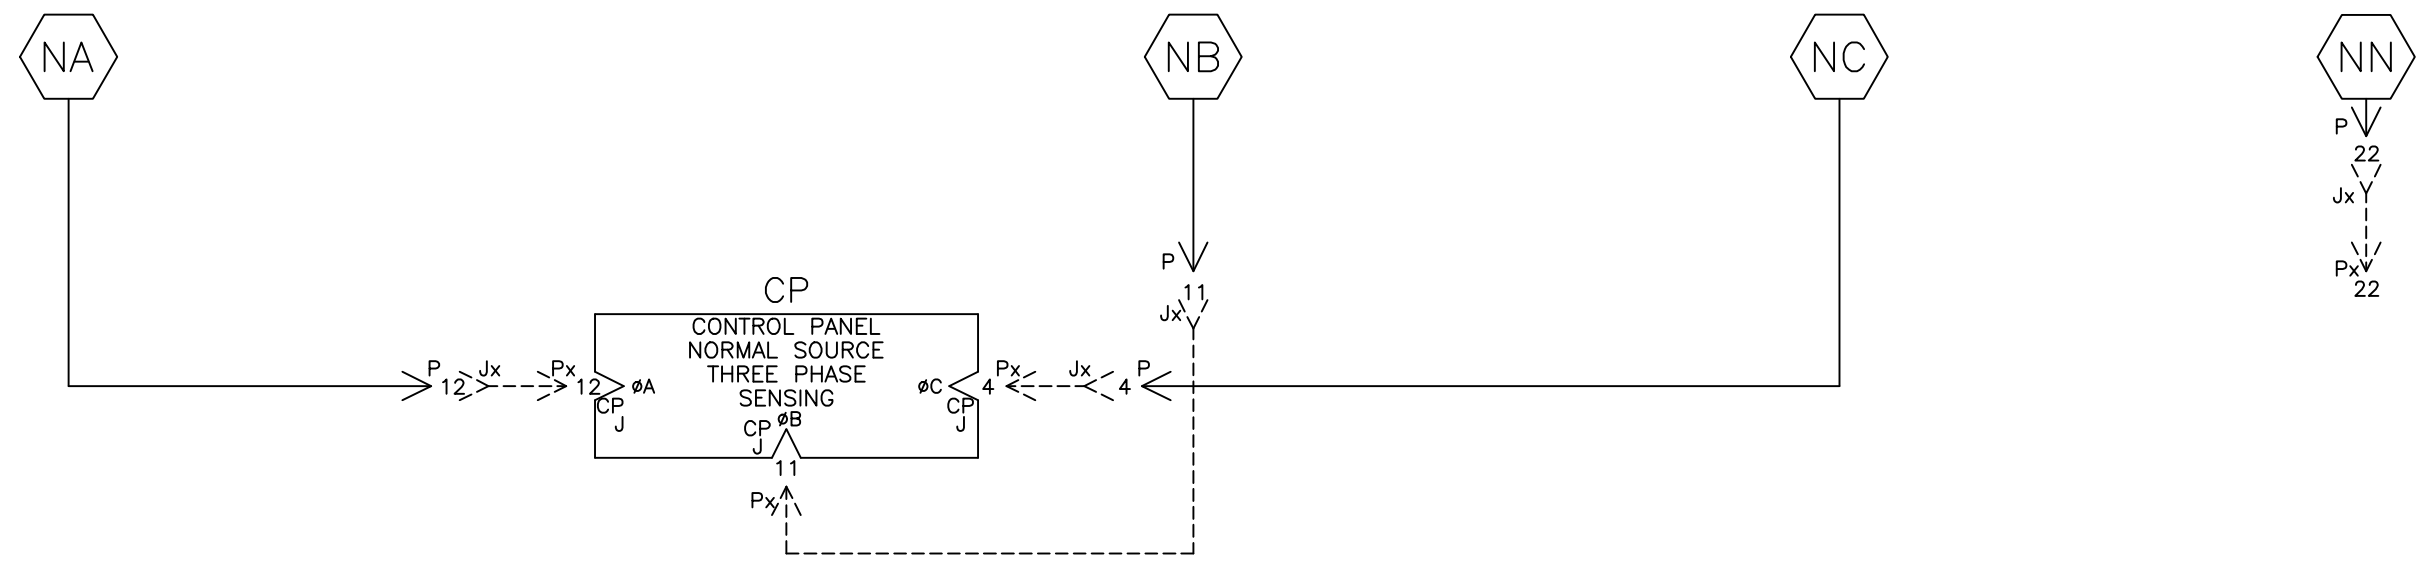 NA
NB
NC
NN
P
22
Jx
Px
22
P
11
Jx
CP
CONTROL PANEL
NORMAL SOURCE
THREE PHASE
SENSING
P
12
Jx
Px
12
øA
CP
J
øC
CP
J
4
Px
Jx
4
P
øB
CP
J
11
Px